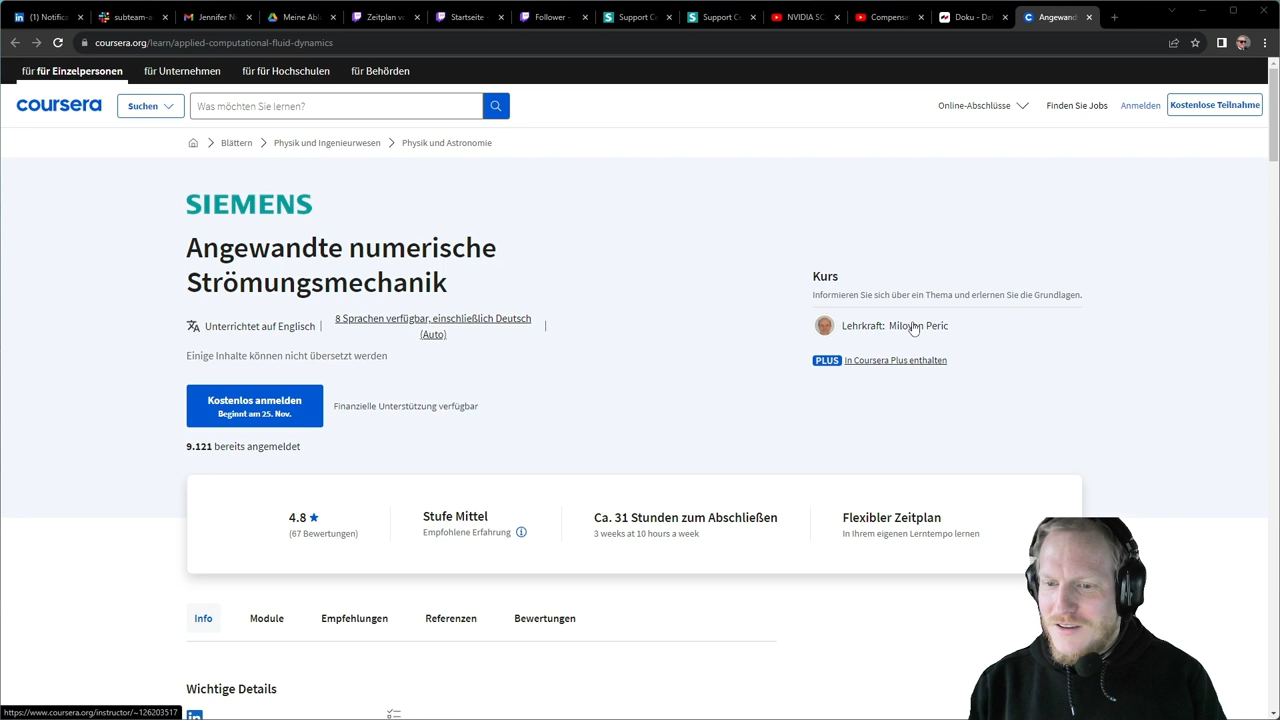 (1) Notifica
subteam-a
Jennifer N
Meine Abl
Zeitplan v
Startseite
Follower -
Support C
Support C
NVIDIA SC
Compensa
Doku - Da
Angewand
coursera.org/learn/applied-computational-fluid-dynamics
für für Einzelpersonen
für Unternehmen
für für Hochschulen
für Behörden
coursera
Suchen
Was möchten Sie lernen?
Online-Abschlüsse
Finden Sie Jobs
Anmelden
Kostenlose Teilnahme
Blättern
Physik und Ingenieurwesen
Physik und Astronomie
SIEMENS
Angewandte numerische
Strömungsmechanik
Unterrichtet auf Englisch
8 Sprachen verfügbar, einschließlich Deutsch
(Auto)
Einige Inhalte können nicht übersetzt werden
Kostenlos anmelden
Beginnt am 25. Nov.
Finanzielle Unterstützung verfügbar
9.121 bereits angemeldet
Kurs
Informieren Sie sich über ein Thema und erlernen Sie die Grundlagen.
Lehrkraft: Milovan Peric
PLUS In Coursera Plus enthalten
4.8
(67 Bewertungen)
Stufe Mittel
Empfohlene Erfahrung
Ca. 31 Stunden zum Abschließen
3 weeks at 10 hours a week
Flexibler Zeitplan
In Ihrem eigenen Lerntempo lernen
Info
Module
Empfehlungen
Referenzen
Bewertungen
Wichtige Details
https://www.coursera.org/instructor/~126203517